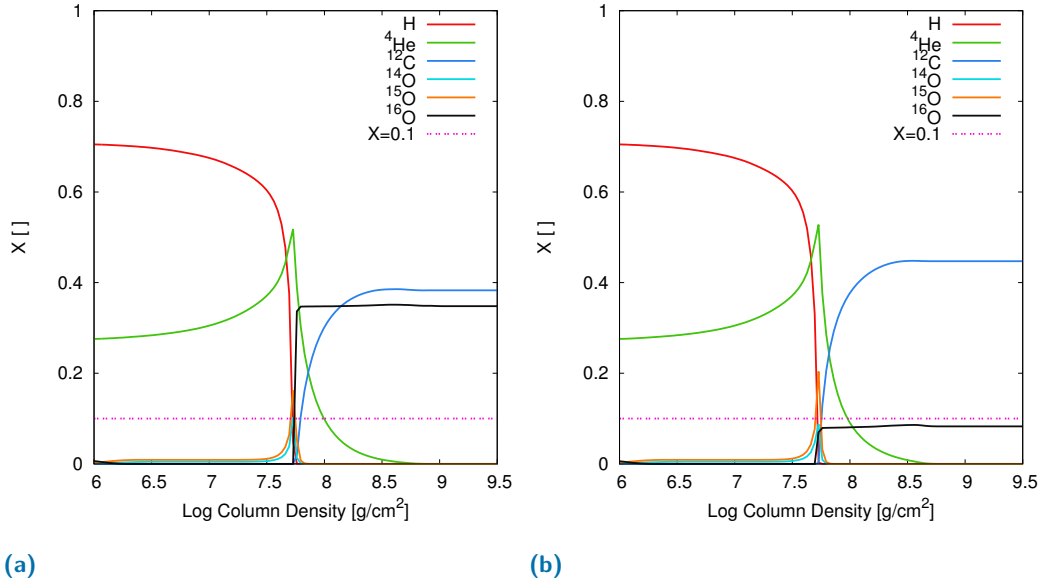 1
0.8
0.6
0.4
0.2
0
6
6.5
7
7.5
8
8.5
9
9.5
X [ ]
Log Column Density [g/cm²]
H
⁴He
¹²C
¹⁴O
¹⁵O
¹⁶O
X=0.1
(a)
1
0.8
0.6
0.4
0.2
0
6
6.5
7
7.5
8
8.5
9
9.5
X [ ]
Log Column Density [g/cm²]
H
⁴He
¹²C
¹⁴O
¹⁵O
¹⁶O
X=0.1
(b)